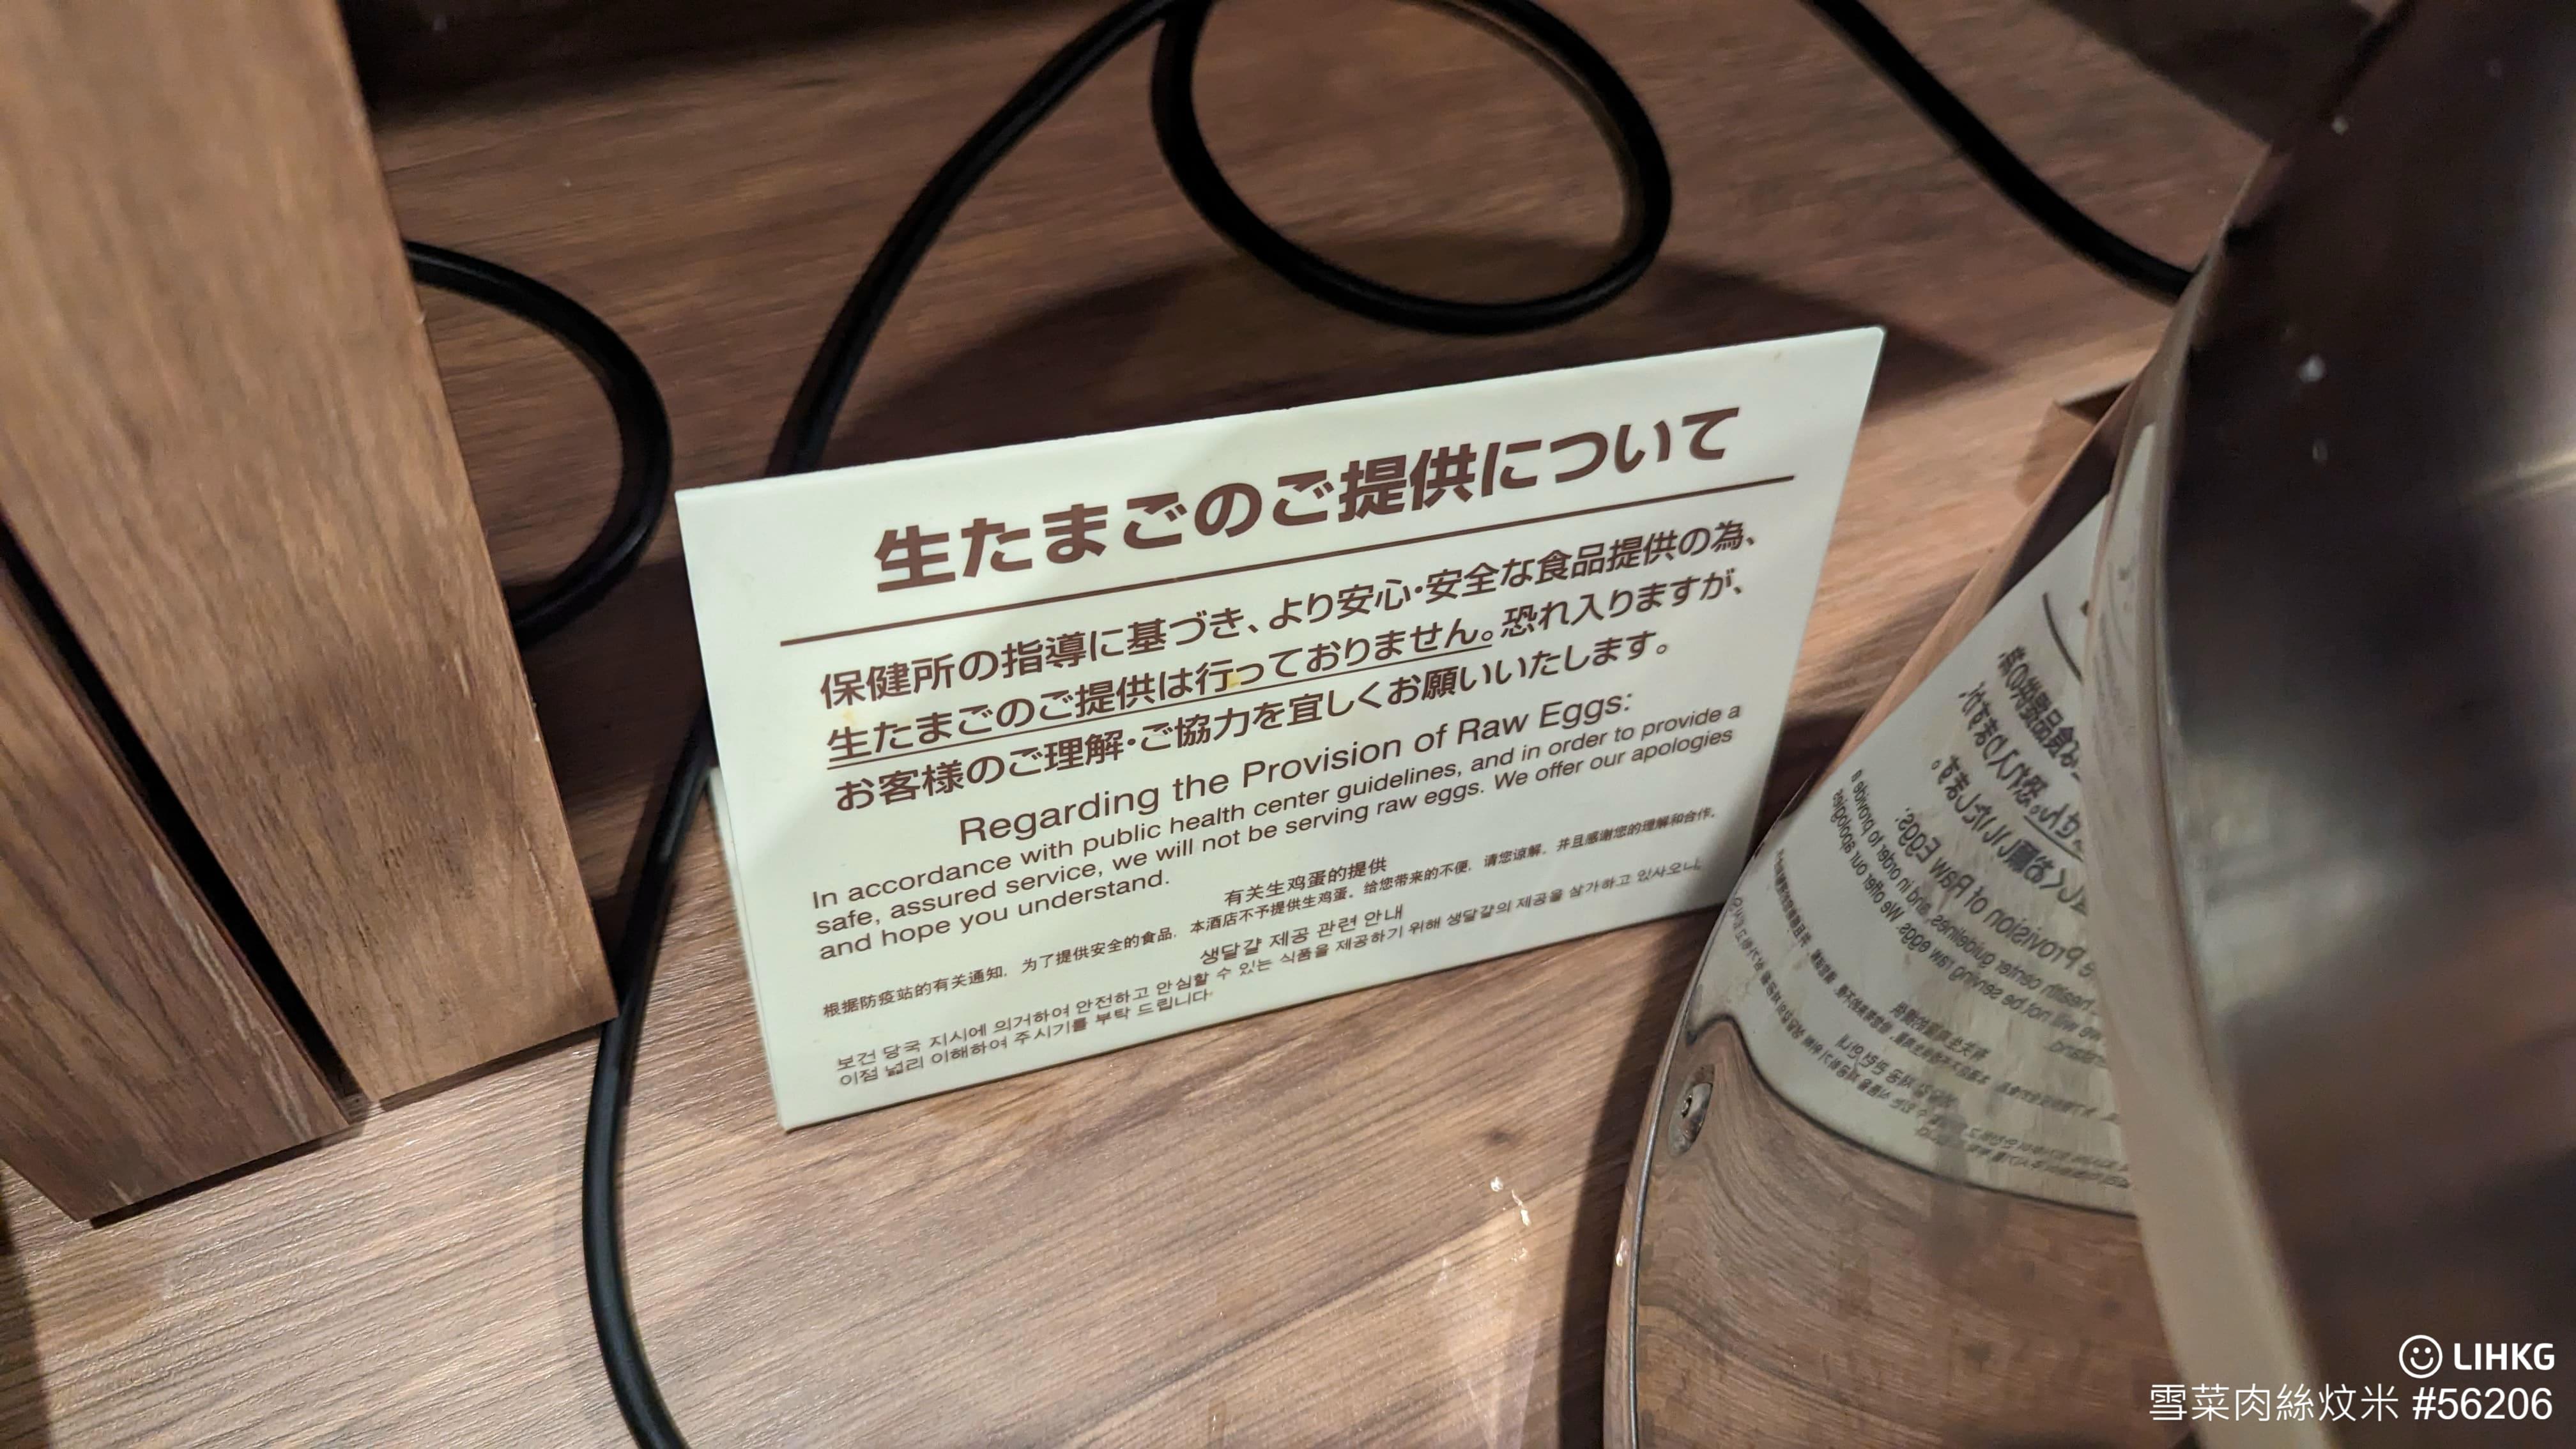 生たまごのご提供について
保健所の指導に基づき、より安心・安全な食品提供の為、
生たまごのご提供は行っておりません。恐れ入りますが、
お客様のご理解・ご協力を宜しくお願いいたします。
Regarding the Provision of Raw Eggs:
In accordance with public health center guidelines, and in order to provide a
safe, assured service, we will not be serving raw eggs. We offer our apologies
and hope you understand.
有关生鸡蛋的提供
根据防疫站的有关通知，为了提供安全的食品，本酒店不予提供生鸡蛋，给您带来的不便，请您谅解，并且感谢您的理解和合作。
생달걀 제공 관련 안내
보건 당국 지시에 의거하여 안전하고 안심할 수 있는 식품을 제공하기 위해 생달걀의 제공을 삼가하고 있사오니,
이점 널리 이해하여 주시기를 부탁 드립니다.
LIHKG
雪菜肉絲炆米 #56206